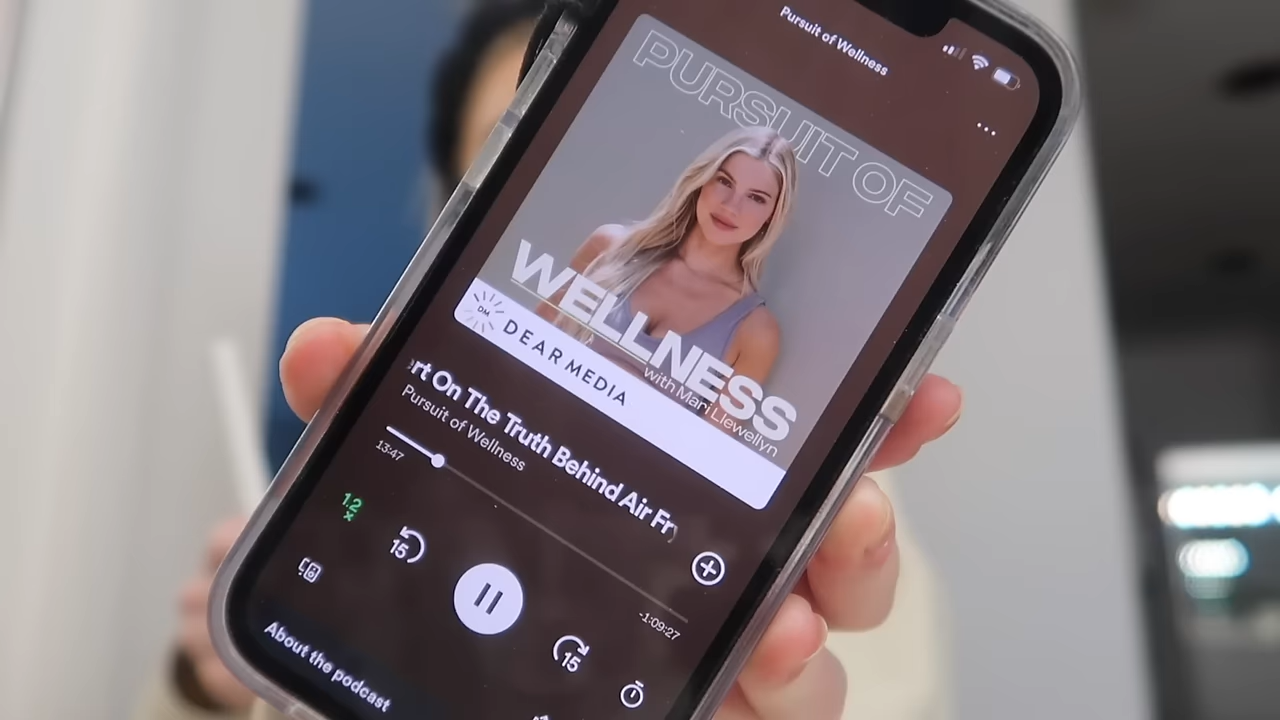 Pursuit of Wellness
PURSUIT OF
WELLNESS
with Mari Llewellyn
DM
DEAR MEDIA
rt On The Truth Behind Air Fr
Pursuit of Wellness
13:47
-1:09:27
1.2
x
15
15
About the podcast